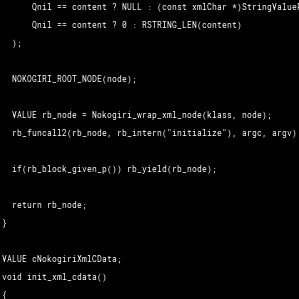 Qnil == content ? NULL : (const xmlChar *)StringValue
Qnil == content ? 0 : RSTRING_LEN(content)
);
NOKOGIRI_ROOT_NODE(node);
VALUE rb_node = Nokogiri_wrap_xml_node(klass, node);
rb_funcall2(rb_node, rb_intern("initialize"), argc, argv)
if(rb_block_given_p()) rb_yield(rb_node);
return rb_node;
}
VALUE cNokogiriXmlCData;
void init_xml_cdata()
{